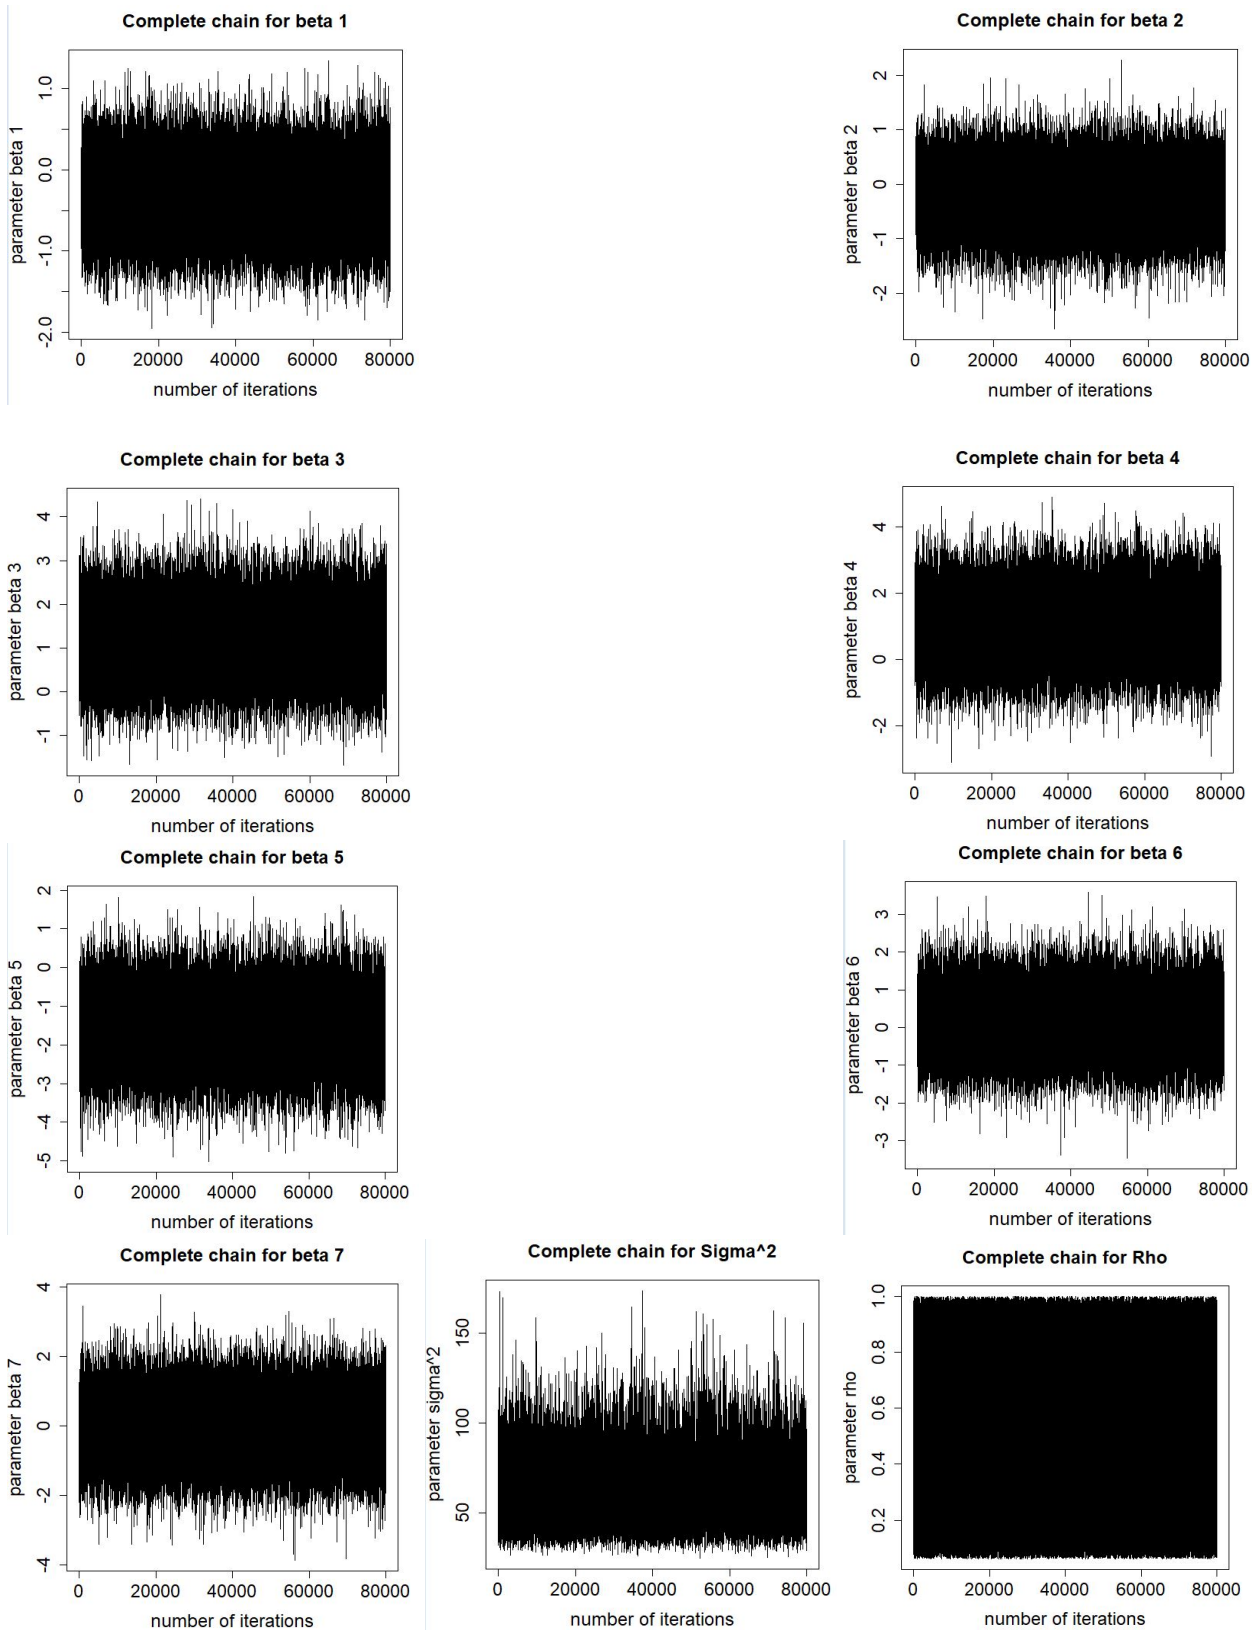 Complete chain for beta 1
parameter beta 1
-2.0 -1.0 0.0 1.0
0 20000 40000 60000 80000
number of iterations
Complete chain for beta 2
parameter beta 2
-2 -1 0 1 2
0 20000 40000 60000 80000
number of iterations
Complete chain for beta 3
parameter beta 3
-1 0 1 2 3 4
0 20000 40000 60000 80000
number of iterations
Complete chain for beta 4
parameter beta 4
-2 0 2 4
0 20000 40000 60000 80000
number of iterations
Complete chain for beta 5
parameter beta 5
-5 -4 -3 -2 -1 0 1 2
0 20000 40000 60000 80000
number of iterations
Complete chain for beta 6
parameter beta 6
-3 -2 -1 0 1 2 3
0 20000 40000 60000 80000
number of iterations
Complete chain for beta 7
parameter beta 7
-4 -2 0 2 4
0 20000 40000 60000 80000
number of iterations
Complete chain for Sigma^2
parameter sigma^2
50 100 150
0 20000 40000 60000 80000
number of iterations
Complete chain for Rho
parameter rho
0.2 0.4 0.6 0.8 1.0
0 20000 40000 60000 80000
number of iterations